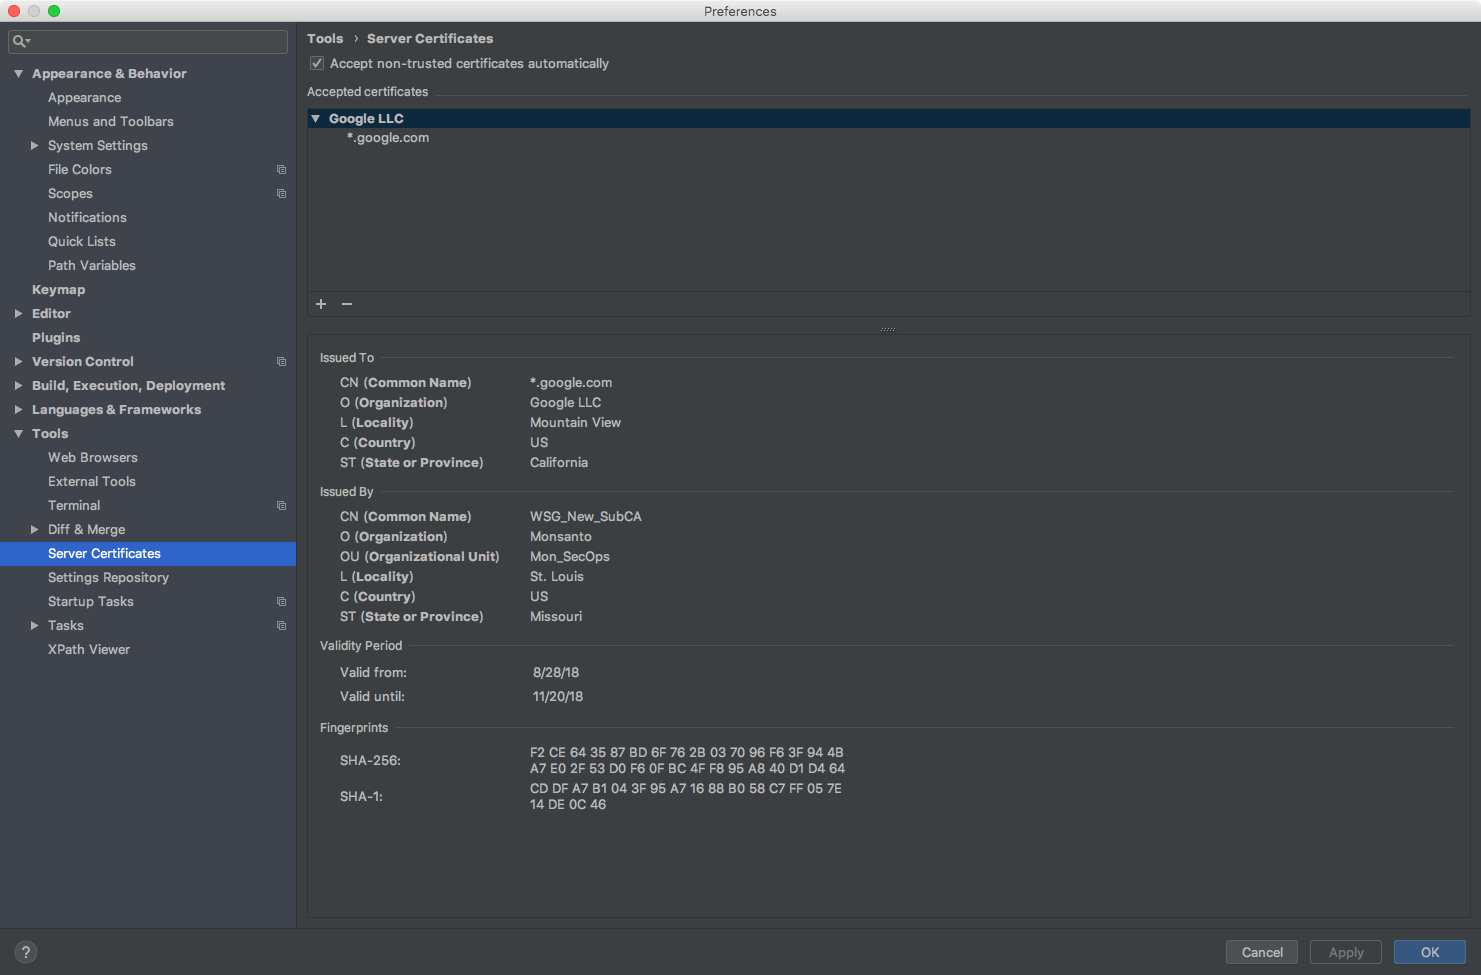 Preferences
Appearance & Behavior
Appearance
Menus and Toolbars
System Settings
File Colors
Scopes
Notifications
Quick Lists
Path Variables
Keymap
Editor
Plugins
Version Control
Build, Execution, Deployment
Languages & Frameworks
Tools
Web Browsers
External Tools
Terminal
Diff & Merge
Server Certificates
Settings Repository
Startup Tasks
Tasks
XPath Viewer
Tools › Server Certificates
Accept non-trusted certificates automatically
Accepted certificates
Google LLC
*.google.com
Issued To
CN (Common Name) *.google.com
O (Organization) Google LLC
L (Locality) Mountain View
C (Country) US
ST (State or Province) California
Issued By
CN (Common Name) WSG_New_SubCA
O (Organization) Monsanto
OU (Organizational Unit) Mon_SecOps
L (Locality) St. Louis
C (Country) US
ST (State or Province) Missouri
Validity Period
Valid from: 8/28/18
Valid until: 11/20/18
Fingerprints
SHA-256: F2 CE 64 35 87 BD 6F 76 2B 03 70 96 F6 3F 94 4B
A7 E0 2F 53 D0 F6 0F BC 4F F8 95 A8 40 D1 D4 64
SHA-1: CD DF A7 B1 04 3F 95 A7 16 88 B0 58 C7 FF 05 7E
14 DE 0C 46
? Cancel Apply OK